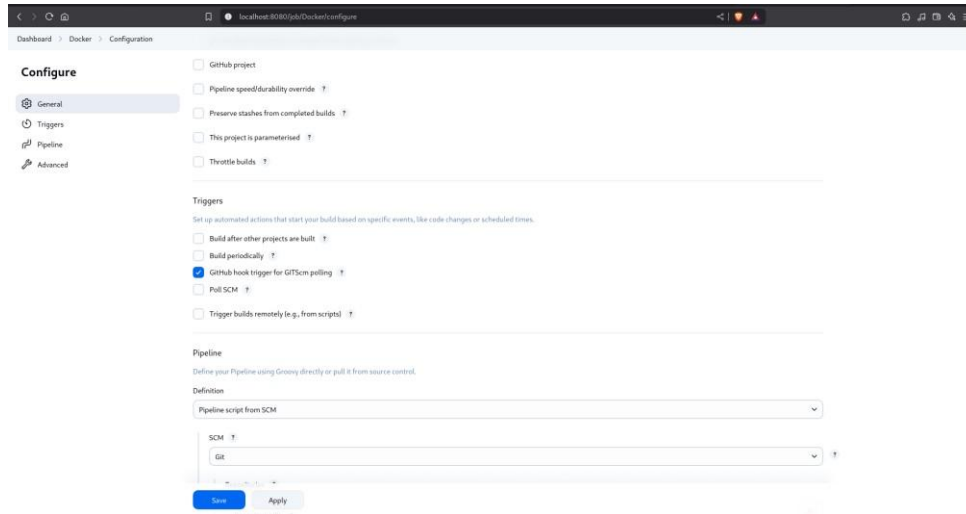 localhost:8080/job/Docker/configure
Dashboard > Docker > Configuration
Configure
General
Triggers
Pipeline
Advanced
GitHub project
Pipeline speed/durability override ?
Preserve stashes from completed builds ?
This project is parameterised ?
Throttle builds ?
Triggers
Set up automated actions that start your build based on specific events, like code changes or scheduled times.
Build after other projects are built ?
Build periodically ?
GitHub hook trigger for GITScm polling ?
Poll SCM ?
Trigger builds remotely (e.g., from scripts) ?
Pipeline
Define your Pipeline using Groovy directly or pull it from source control.
Definition
Pipeline script from SCM
SCM ?
Git
?
Save
Apply